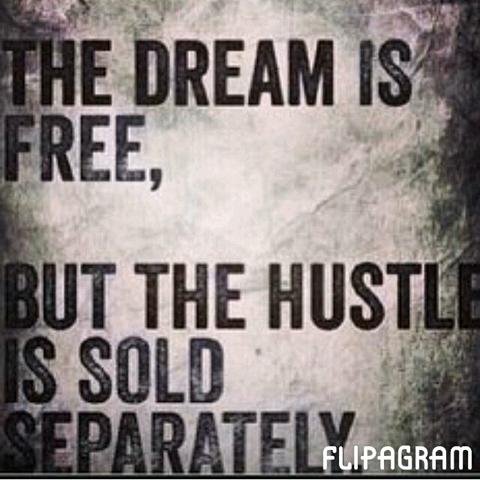 THE DREAM IS
FREE,
BUT THE HUSTLE
IS SOLD
SEPARATELY.
FLIPAGRAM